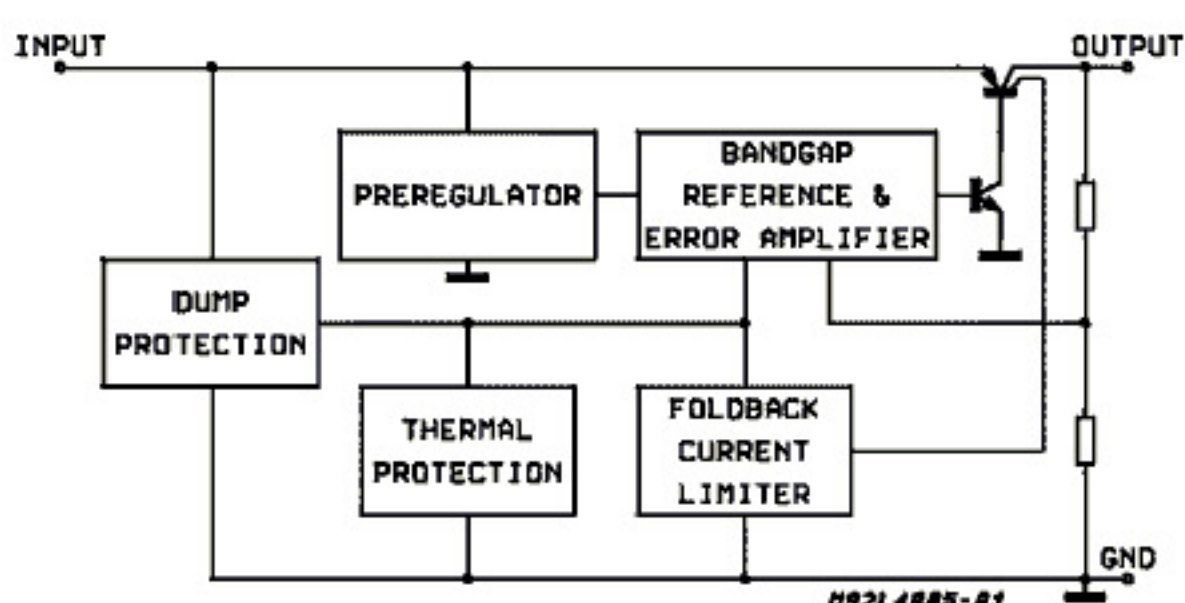 INPUT
OUTPUT
PREREGULATOR
BANDGAP
REFERENCE &
ERROR AMPLIFIER
DUMP
PROTECTION
THERMAL
PROTECTION
FOLDBACK
CURRENT
LIMITER
GND